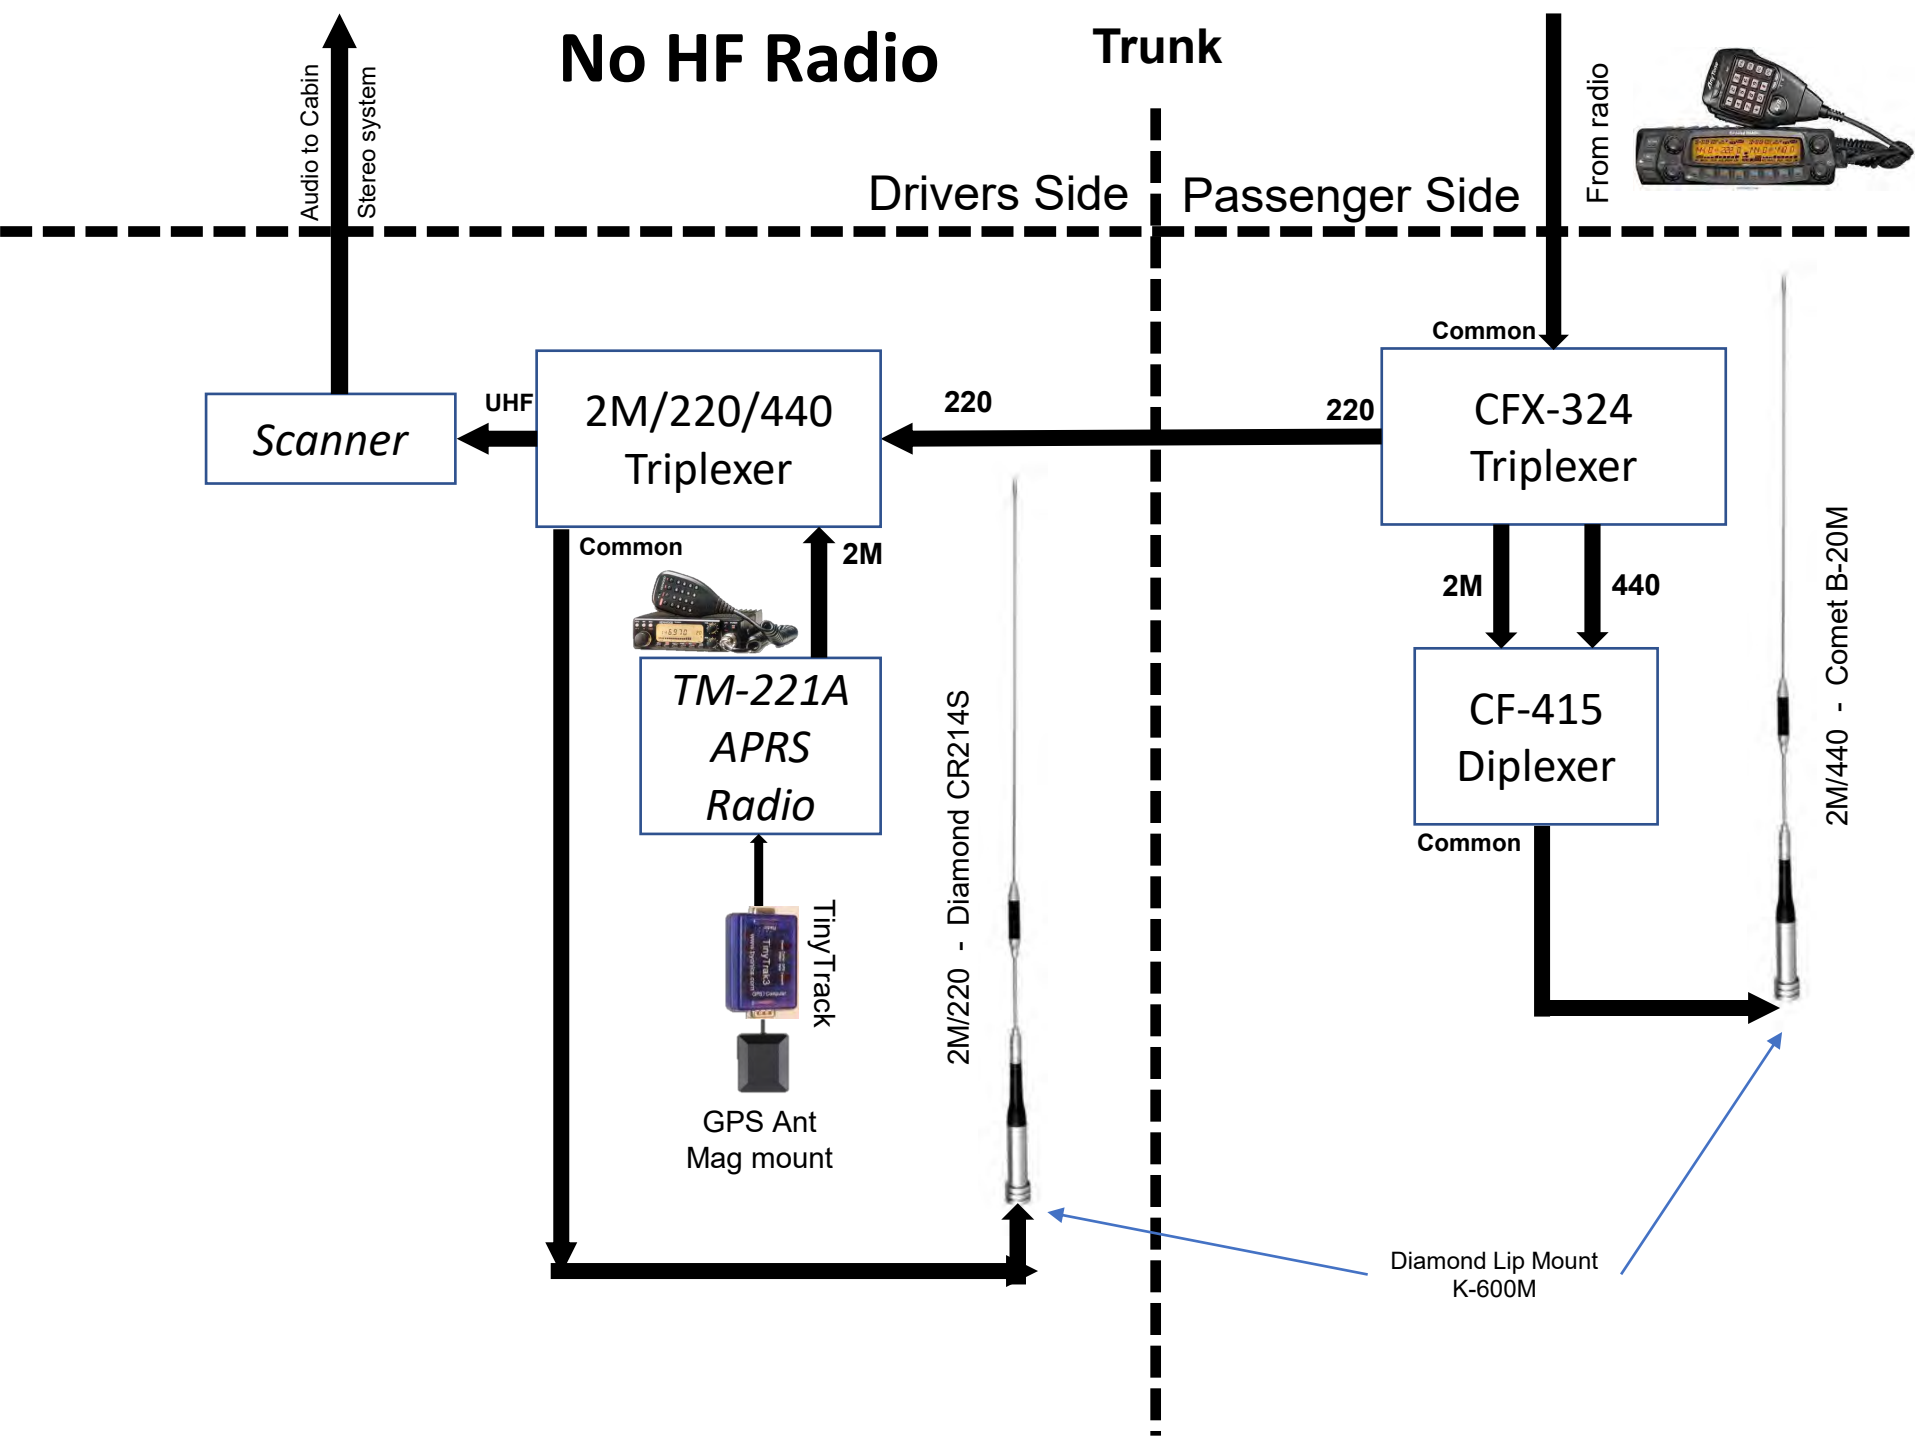 No HF Radio
Trunk
Audio to Cabin
Stereo system
From radio
Drivers Side
Passenger Side
Common
Scanner
UHF
2M/220/440
Triplexer
220
220
CFX-324
Triplexer
Common
2M
2M
440
TM-221A
APRS
Radio
CF-415
Diplexer
Common
2M/220 - Diamond CR214S
2M/440 - Comet B-20M
TinyTrack
TinyTrak3
GPS Ant
Mag mount
Diamond Lip Mount
K-600M